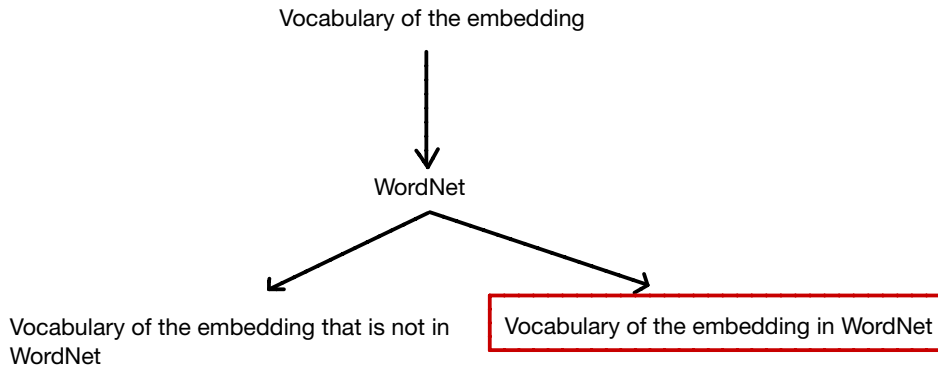 Vocabulary of the embedding
WordNet
Vocabulary of the embedding that is not in
WordNet
Vocabulary of the embedding in WordNet